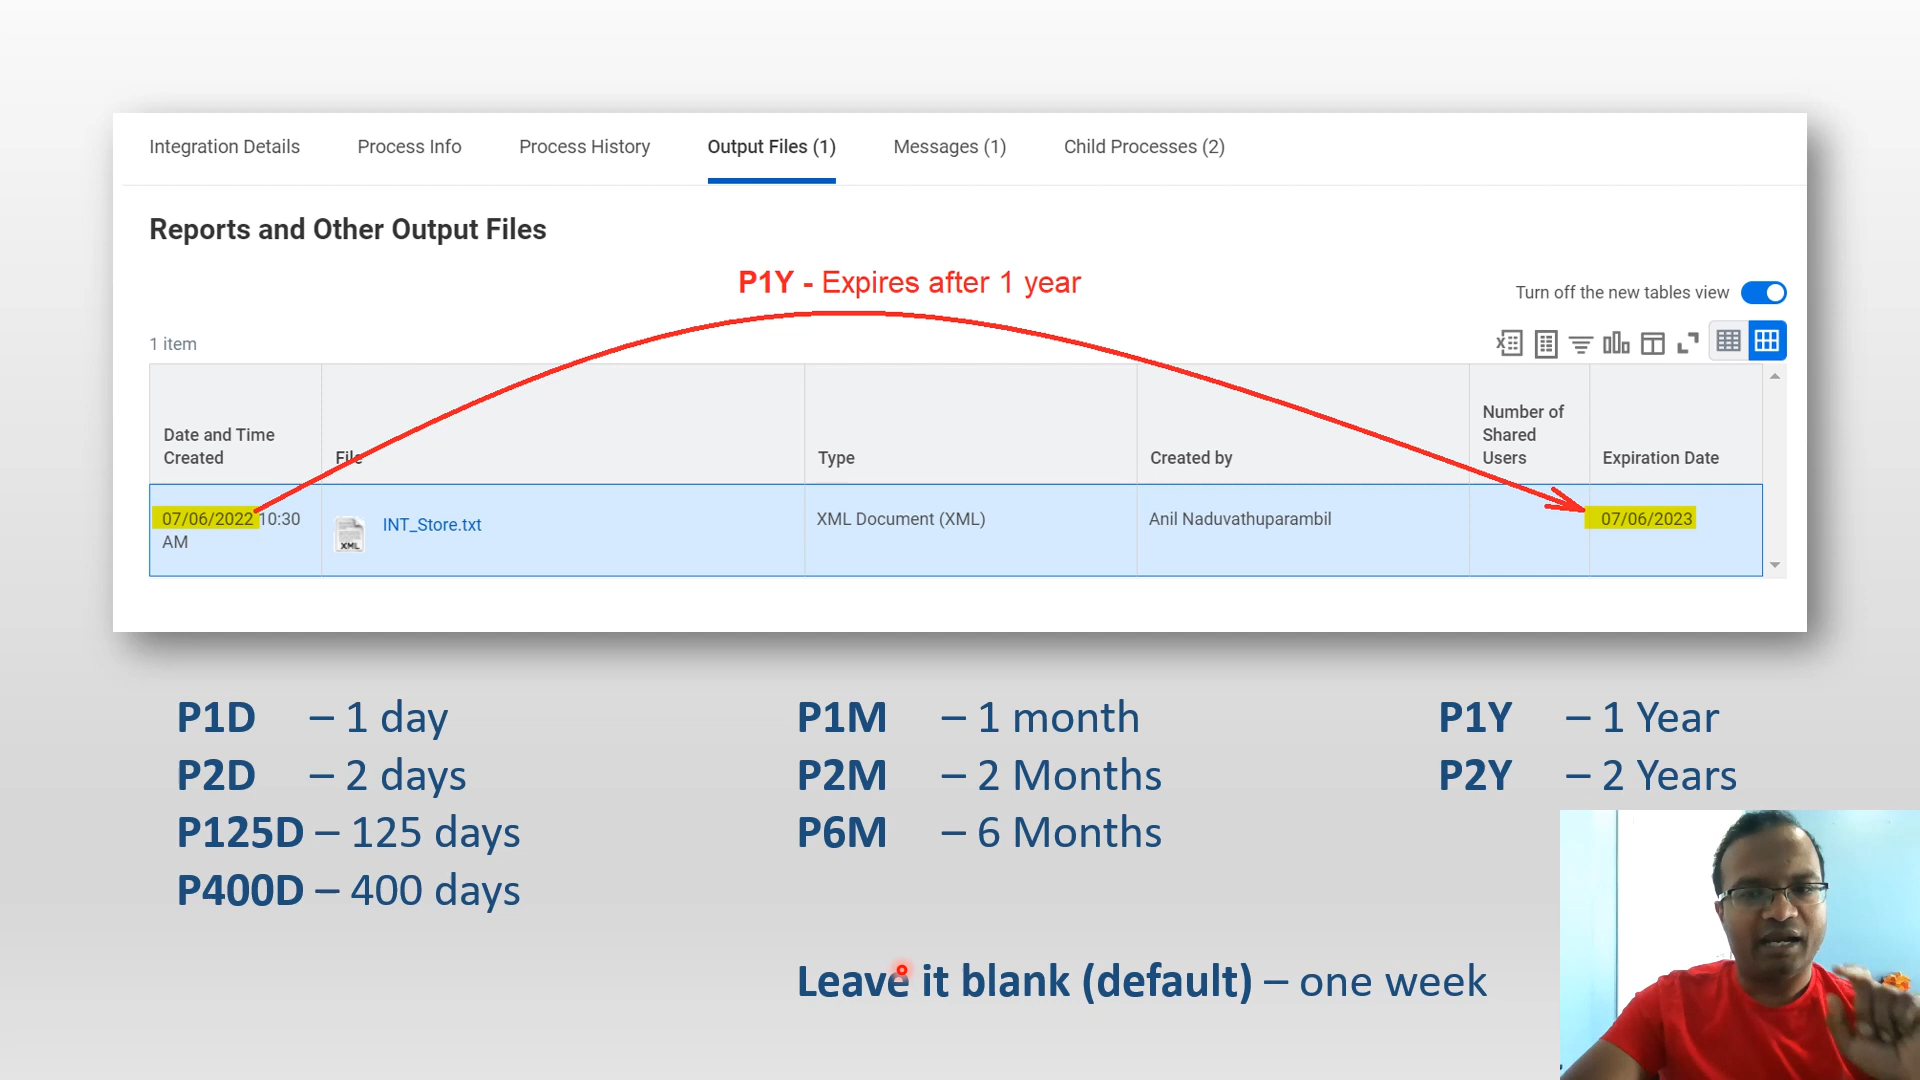 Integration Details Process Info Process History Output Files (1) Messages (1) Child Processes (2)
Reports and Other Output Files
P1Y - Expires after 1 year
Turn off the new tables view
1 item
Date and Time Created
File
Type
Created by
Number of Shared Users
Expiration Date
07/06/2022 10:30 AM
XML
INT_Store.txt
XML Document (XML)
Anil Naduvathuparambil
07/06/2023
P1D – 1 day
P2D – 2 days
P125D – 125 days
P400D – 400 days
P1M – 1 month
P2M – 2 Months
P6M – 6 Months
P1Y – 1 Year
P2Y – 2 Years
Leave it blank (default) – one week